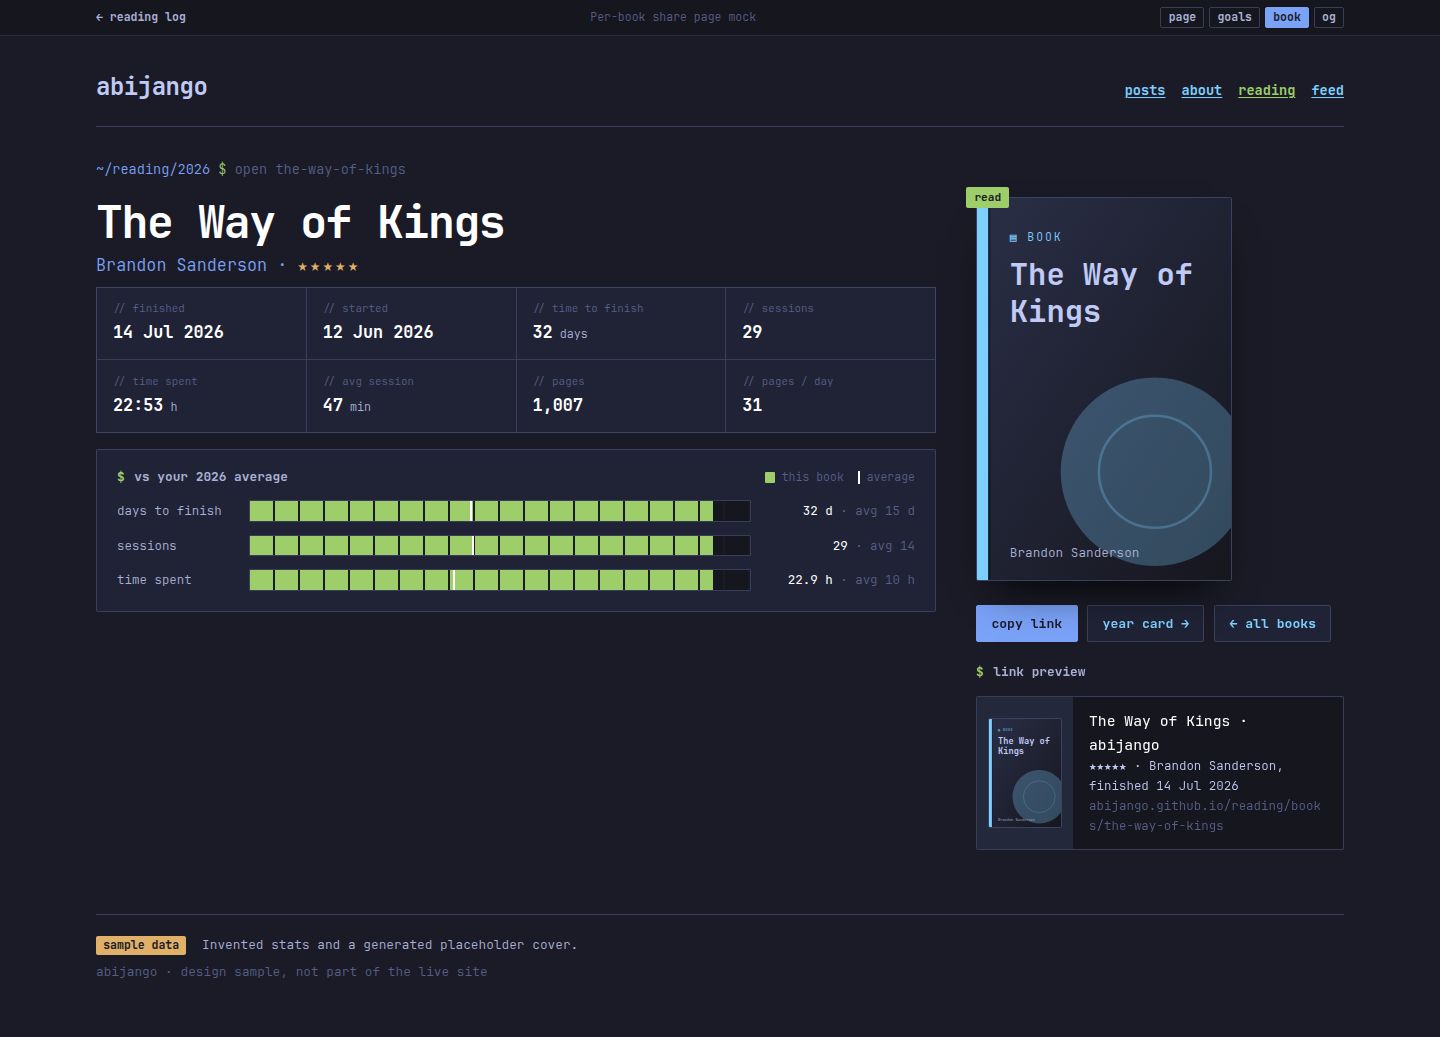 ← reading log
Per-book share page mock
page goals book og
abijango
posts about reading feed
~/reading/2026 $ open the-way-of-kings
The Way of Kings
Brandon Sanderson · ★★★★★
// finished
14 Jul 2026
// started
12 Jun 2026
// time to finish
32 days
// sessions
29
// time spent
22:53 h
// avg session
47 min
// pages
1,007
// pages / day
31
$ vs your 2026 average
this book average
days to finish 32 d · avg 15 d
sessions 29 · avg 14
time spent 22.9 h · avg 10 h
read
BOOK
The Way of
Kings
Brandon Sanderson
copy link
year card →
← all books
$ link preview
BOOK
The Way of
Kings
Brandon Sanderson
The Way of Kings ·
abijango
★★★★★ · Brandon Sanderson,
finished 14 Jul 2026
abijango.github.io/reading/book
s/the-way-of-kings
sample data Invented stats and a generated placeholder cover.
abijango · design sample, not part of the live site